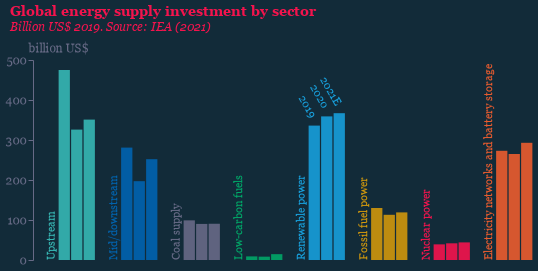 Global energy supply investment by sector
Billion US$ 2019. Source: IEA (2021)
billion US$
500
400
300
200
100
0
Upstream
Mid/downstream
Coal supply
Low-carbon fuels
Renewable power
2019
2020
2021E
Fossil fuel power
Nuclear power
Electricity networks and battery storage